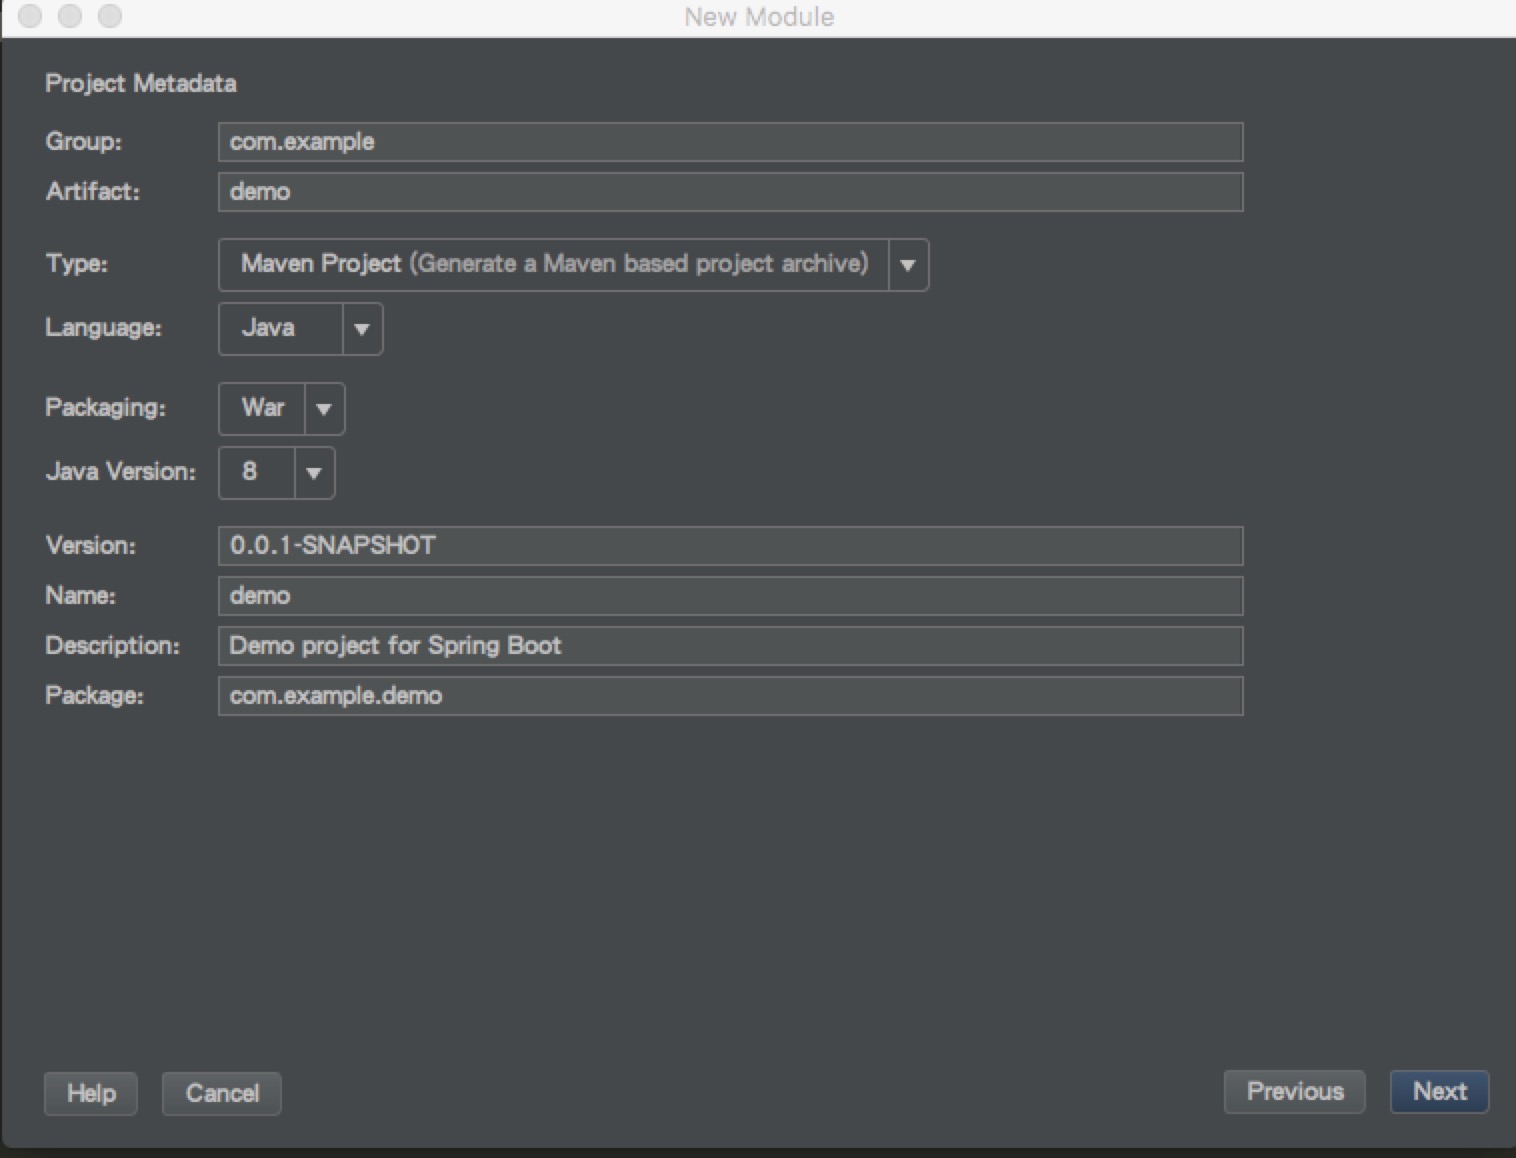 New Module
Project Metadata
Group: com.example
Artifact: demo
Type: Maven Project (Generate a Maven based project archive)
Language: Java
Packaging: War
Java Version: 8
Version: 0.0.1-SNAPSHOT
Name: demo
Description: Demo project for Spring Boot
Package: com.example.demo
Help Cancel Previous Next